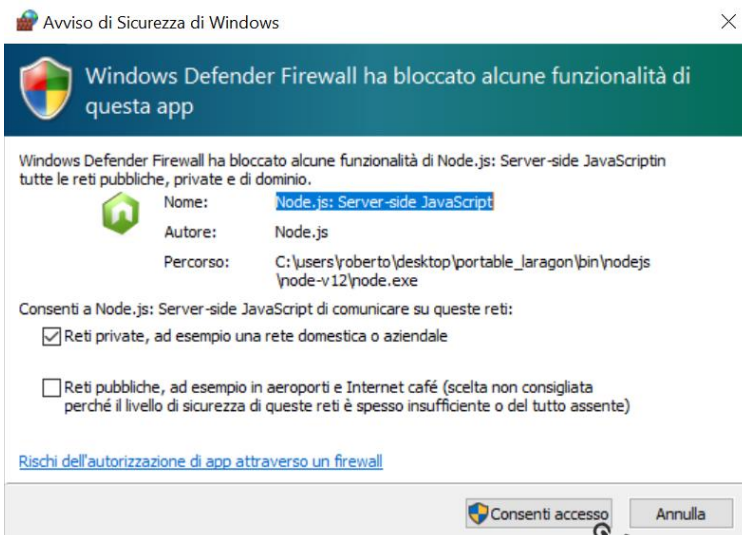 Avviso di Sicurezza di Windows
Windows Defender Firewall ha bloccato alcune funzionalità di
questa app
Windows Defender Firewall ha bloccato alcune funzionalità di Node.js: Server-side JavaScriptin
tutte le reti pubbliche, private e di dominio.
Nome: Node.js: Server-side JavaScript
Autore: Node.js
Percorso: C:\users\roberto\desktop\portable_laragon\bin\nodejs
\node-v12\node.exe
Consenti a Node.js: Server-side JavaScript di comunicare su queste reti:
Reti private, ad esempio una rete domestica o aziendale
Reti pubbliche, ad esempio in aeroporti e Internet café (scelta non consigliata
perché il livello di sicurezza di queste reti è spesso insufficiente o del tutto assente)
Rischi dell'autorizzazione di app attraverso un firewall
Consenti accesso Annulla